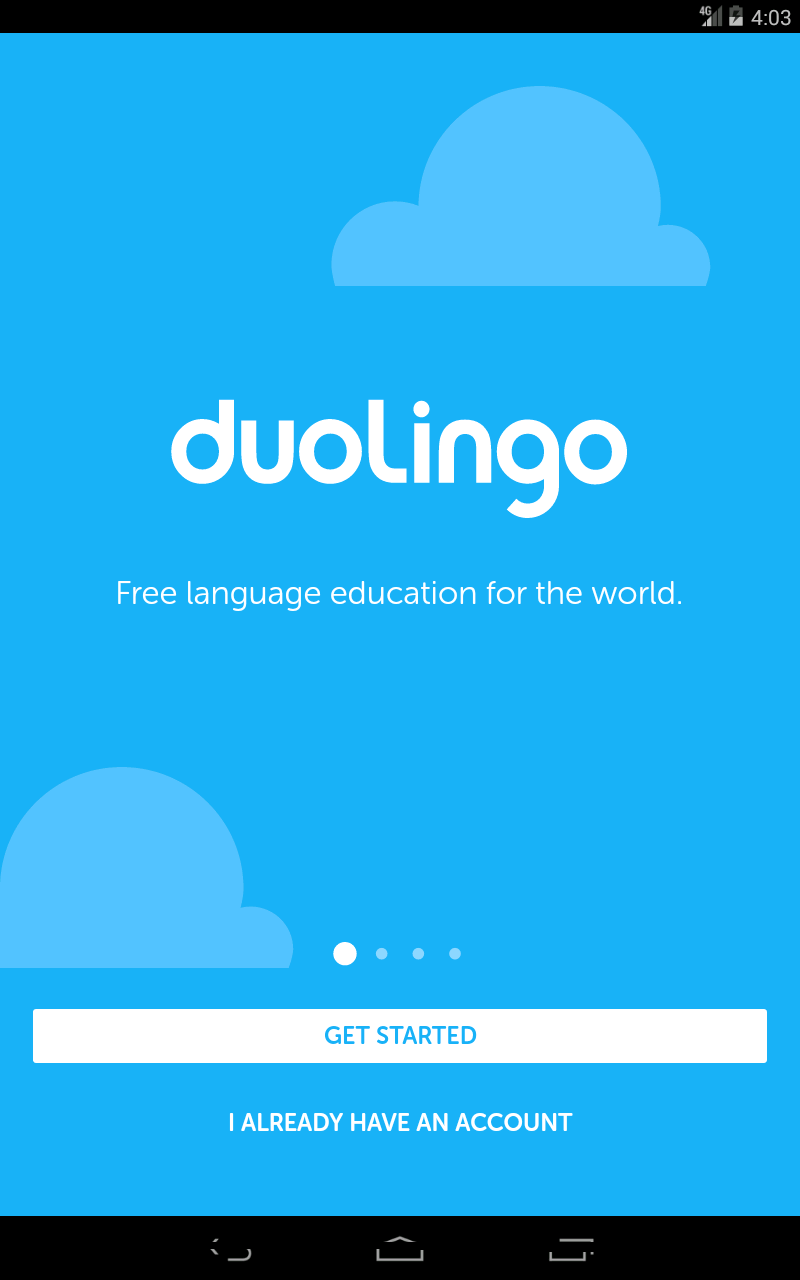 4G 4:03
duolingo
Free language education for the world.
GET STARTED
I ALREADY HAVE AN ACCOUNT